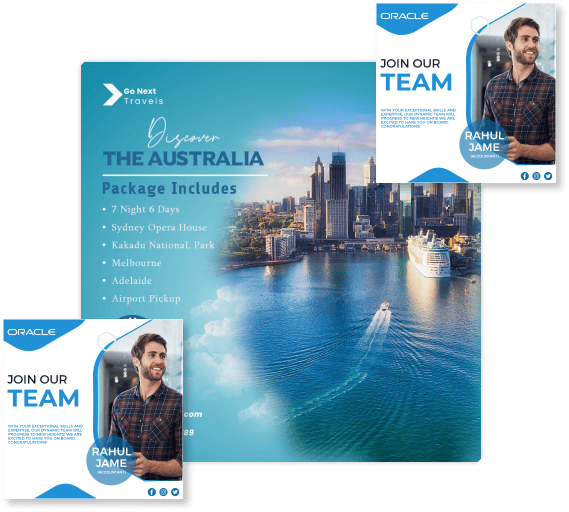 ORACLE
JOIN OUR
TEAM
WITH YOUR EXCEPTIONAL SKILLS AND
EXPERTISE, OUR DYNAMIC TEAM WILL
PROGRESS TO NEW HEIGHTS! WE ARE
EXCITED TO HAVE YOU ON BOARD.
CONGRATULATIONS!
RAHUL
JAME
(ACCOUNTANT)
Go Next
Travels
Discover
THE AUSTRALIA
Package Includes
• 7 Night 6 Days
• Sydney Opera House
• Kakadu National, Park
• Melbourne
• Adelaide
• Airport Pickup
.com
89
ORACLE
JOIN OUR
TEAM
WITH YOUR EXCEPTIONAL SKILLS AND
EXPERTISE, OUR DYNAMIC TEAM WILL
PROGRESS TO NEW HEIGHTS! WE ARE
EXCITED TO HAVE YOU ON BOARD.
CONGRATULATIONS!
RAHUL
JAME
(ACCOUNTANT)